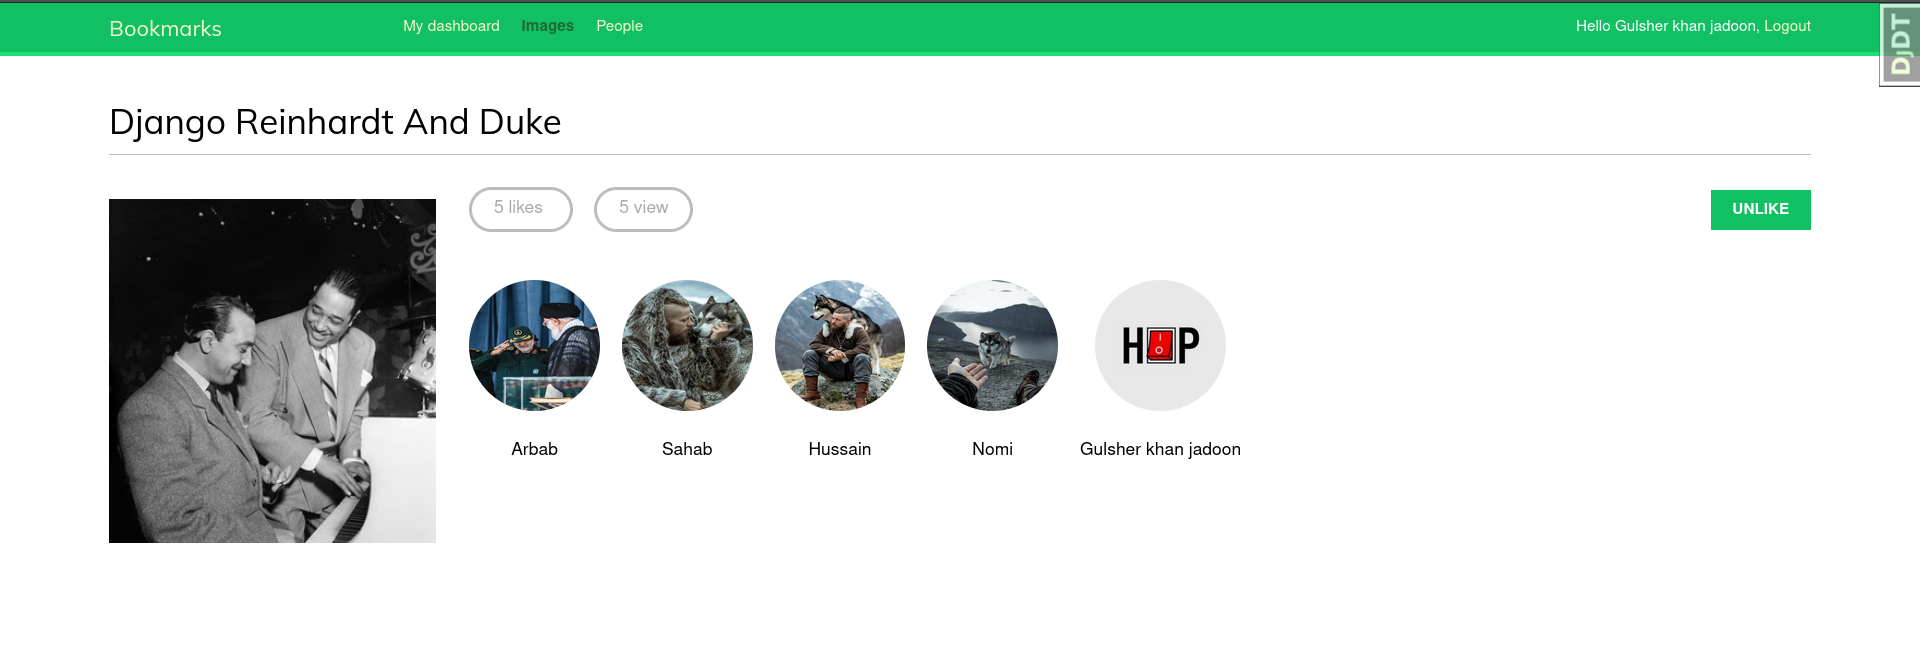 Bookmarks My dashboard Images People Hello Gulsher khan jadoon, Logout
DjDT
Django Reinhardt And Duke
5 likes 5 view UNLIKE
HOP
Arbab Sahab Hussain Nomi Gulsher khan jadoon